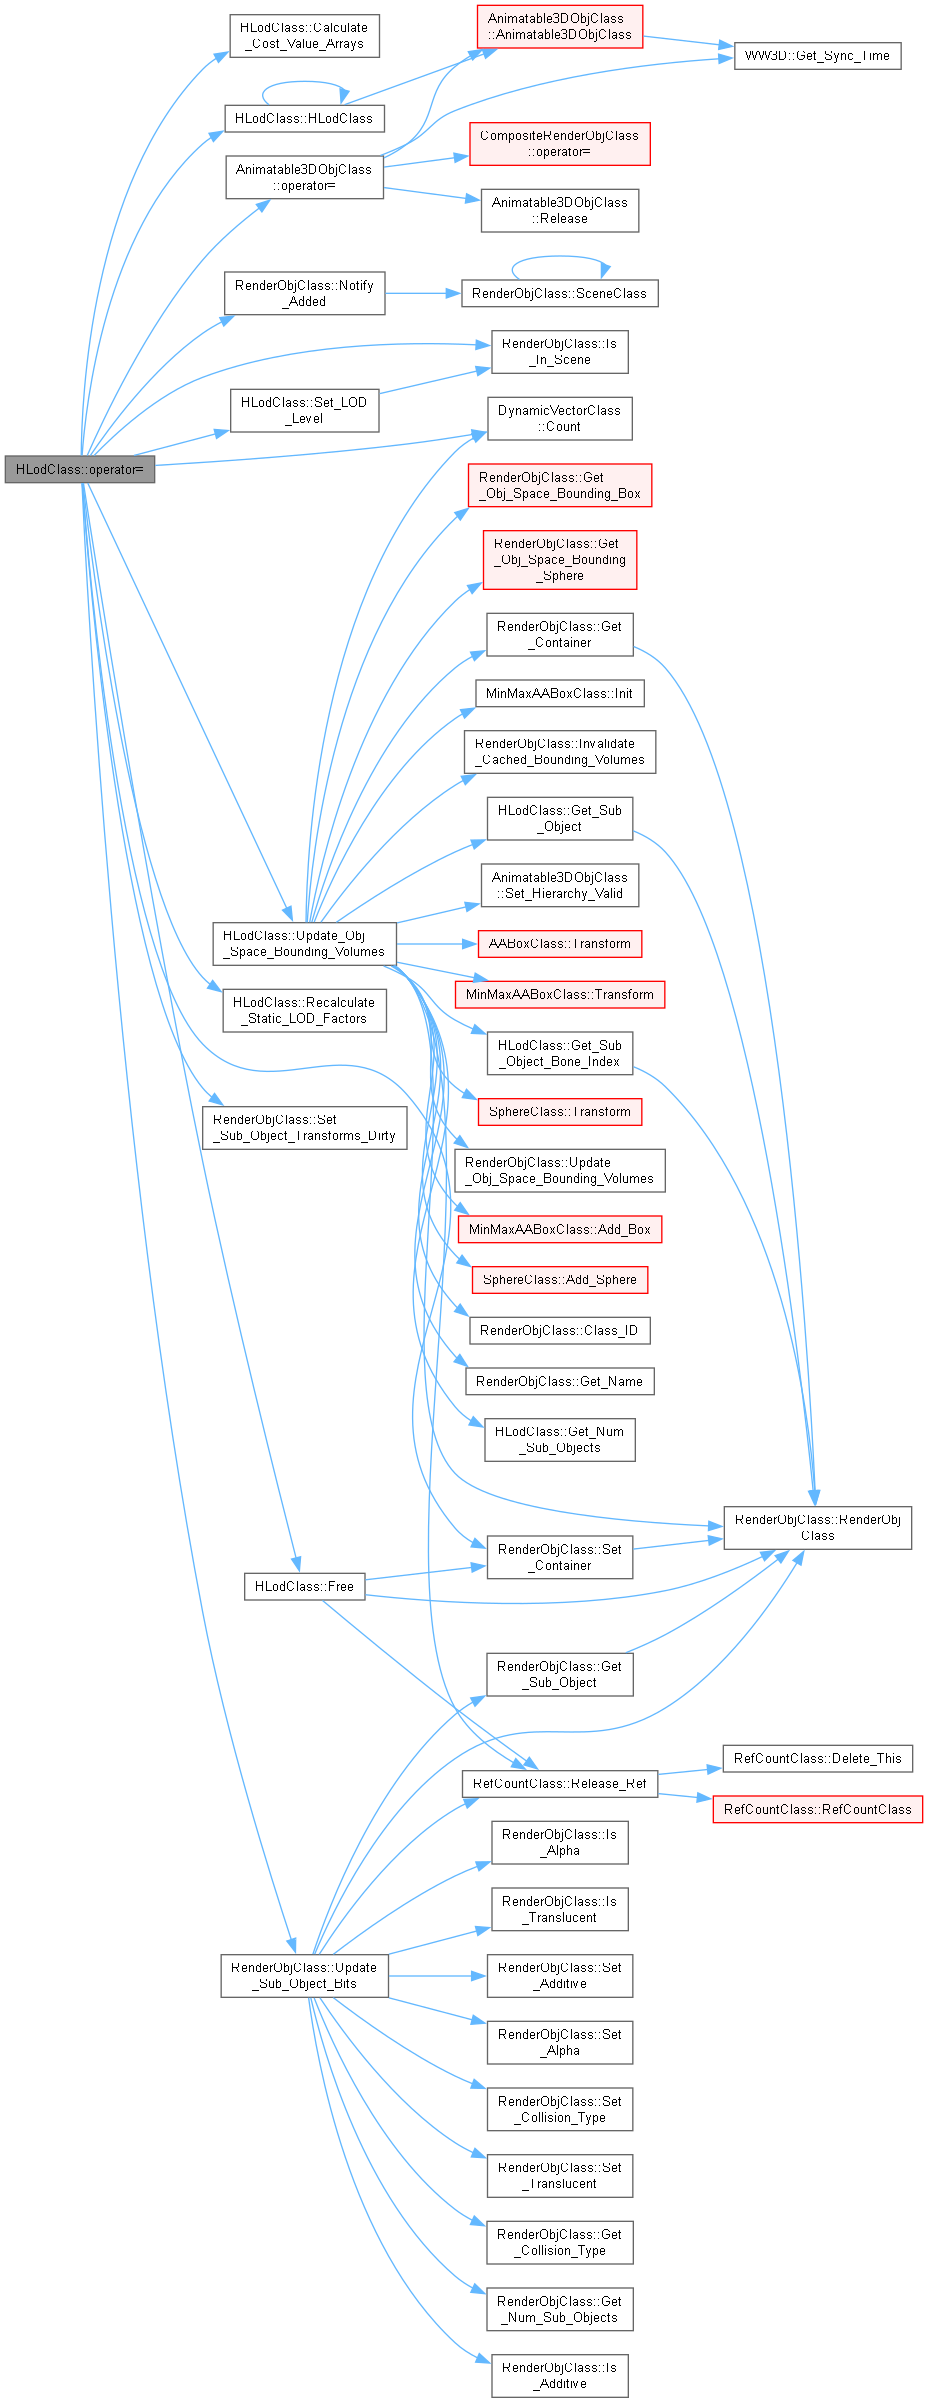 HLodClass::Calculate
_Cost_Value_Arrays
Animatable3DObjClass
::Animatable3DObjClass
WW3D::Get_Sync_Time
HLodClass::HLodClass
CompositeRenderObjClass
::operator=
Animatable3DObjClass
::operator=
Animatable3DObjClass
::Release
RenderObjClass::Notify
_Added
RenderObjClass::SceneClass
RenderObjClass::Is
_In_Scene
HLodClass::Set_LOD
_Level
DynamicVectorClass
::Count
HLodClass::operator=
RenderObjClass::Get
_Obj_Space_Bounding_Box
RenderObjClass::Get
_Obj_Space_Bounding
_Sphere
RenderObjClass::Get
_Container
MinMaxAABoxClass::Init
RenderObjClass::Invalidate
_Cached_Bounding_Volumes
HLodClass::Get_Sub
_Object
Animatable3DObjClass
::Set_Hierarchy_Valid
HLodClass::Update_Obj
_Space_Bounding_Volumes
AABoxClass::Transform
MinMaxAABoxClass::Transform
HLodClass::Recalculate
_Static_LOD_Factors
HLodClass::Get_Sub
_Object_Bone_Index
SphereClass::Transform
RenderObjClass::Set
_Sub_Object_Transforms_Dirty
RenderObjClass::Update
_Obj_Space_Bounding_Volumes
MinMaxAABoxClass::Add_Box
SphereClass::Add_Sphere
RenderObjClass::Class_ID
RenderObjClass::Get_Name
HLodClass::Get_Num
_Sub_Objects
RenderObjClass::RenderObj
Class
RenderObjClass::Set
_Container
HLodClass::Free
RenderObjClass::Get
_Sub_Object
RefCountClass::Delete_This
RefCountClass::Release_Ref
RefCountClass::RefCountClass
RenderObjClass::Is
_Alpha
RenderObjClass::Is
_Translucent
RenderObjClass::Update
_Sub_Object_Bits
RenderObjClass::Set
_Additive
RenderObjClass::Set
_Alpha
RenderObjClass::Set
_Collision_Type
RenderObjClass::Set
_Translucent
RenderObjClass::Get
_Collision_Type
RenderObjClass::Get
_Num_Sub_Objects
RenderObjClass::Is
_Additive